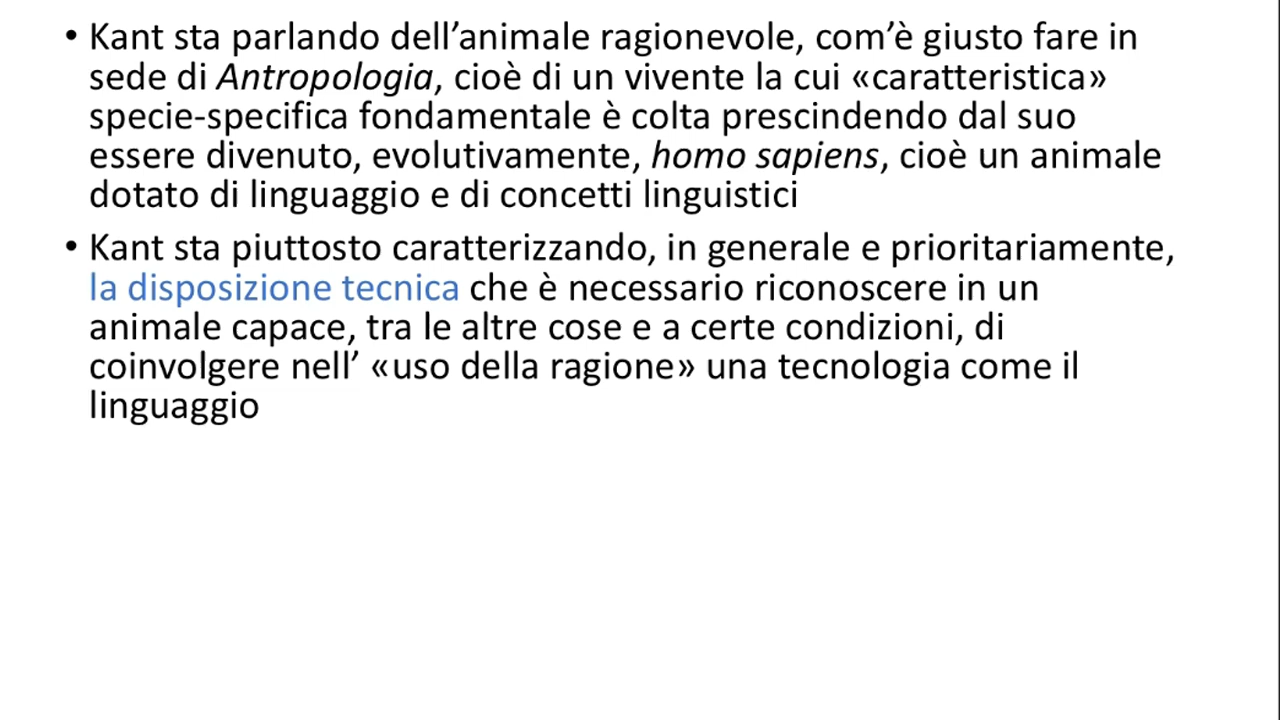 • Kant sta parlando dell’animale ragionevole, com’è giusto fare in
sede di Antropologia, cioè di un vivente la cui «caratteristica»
specie-specifica fondamentale è colta prescindendo dal suo
essere divenuto, evolutivamente, homo sapiens, cioè un animale
dotato di linguaggio e di concetti linguistici
• Kant sta piuttosto caratterizzando, in generale e prioritariamente,
la disposizione tecnica che è necessario riconoscere in un
animale capace, tra le altre cose e a certe condizioni, di
coinvolgere nell’ «uso della ragione» una tecnologia come il
linguaggio